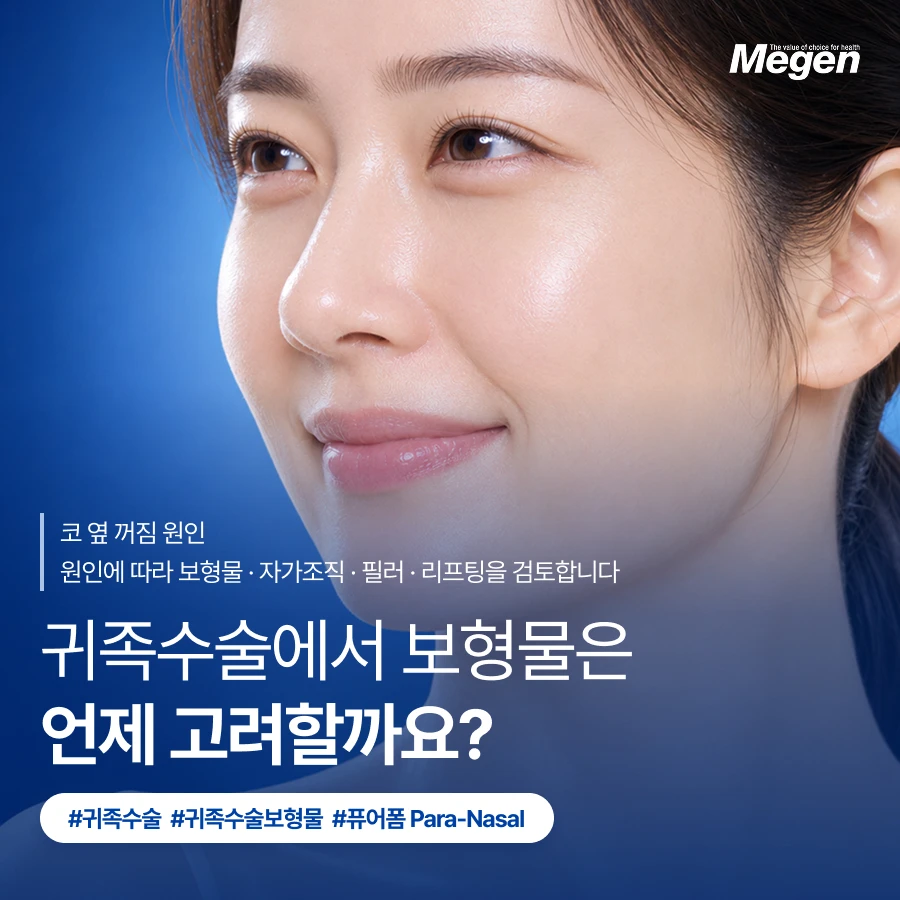 The value of choice for health
Megen
코 옆 꺼짐 원인
원인에 따라 보형물 · 자가조직 · 필러 · 리프팅을 검토합니다
귀족수술에서 보형물은
언제 고려할까요?
#귀족수술 #귀족수술보형물 #퓨어폼 Para-Nasal